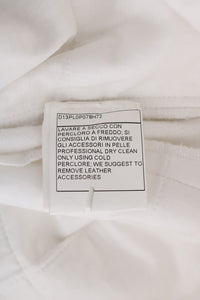 D13PL0P07BH72
LAVARE A SECCO CON
PERCLORO A FREDDO; SI
CONSIGLIA DI RIMUOVERE
GLI ACCESSORI IN PELLE
PROFESSIONAL DRY CLEAN
ONLY USING COLD
PERCLORE; WE SUGGEST TO
REMOVE LEATHER
ACCESSORIES